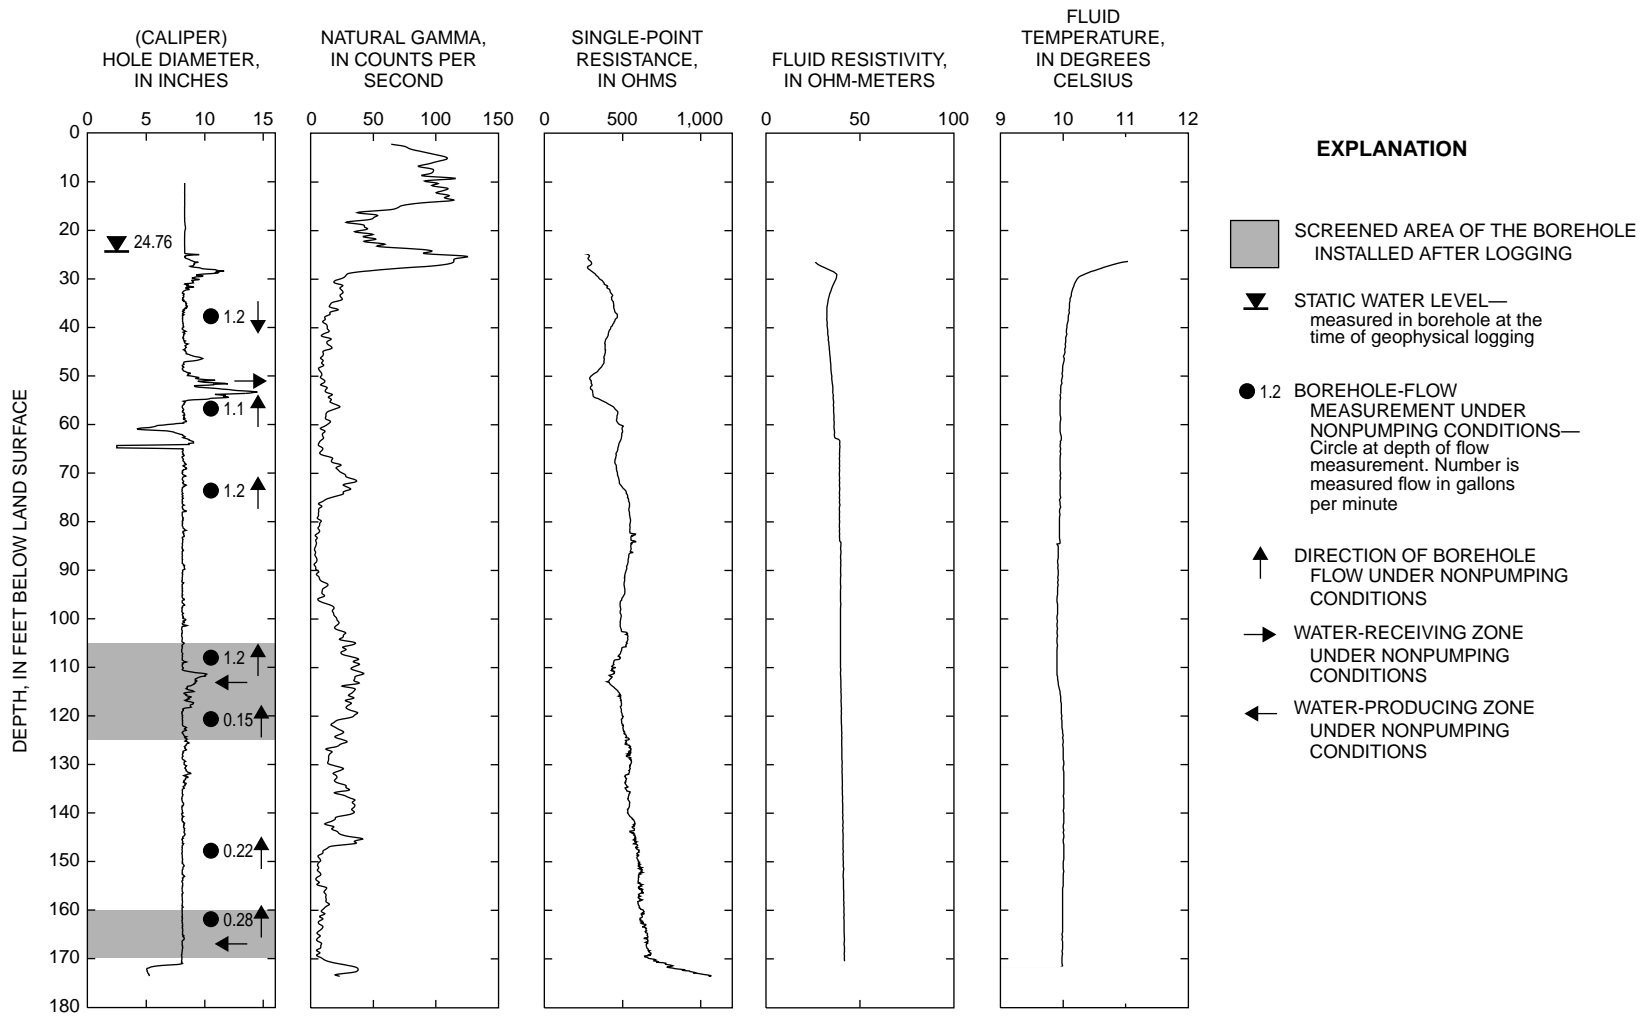 (CALIPER)
HOLE DIAMETER,
IN INCHES
NATURAL GAMMA,
IN COUNTS PER
SECOND
SINGLE-POINT
RESISTANCE,
IN OHMS
FLUID RESISTIVITY,
IN OHM-METERS
FLUID
TEMPERATURE,
IN DEGREES
CELSIUS
0 5 10 15
0 50 100 150
0 500 1,000
0 50 100
9 10 11 12
DEPTH, IN FEET BELOW LAND SURFACE
0
10
20
30
40
50
60
70
80
90
100
110
120
130
140
150
160
170
180
24.76
1.2
1.1
1.2
1.2
0.15
0.22
0.28
EXPLANATION
SCREENED AREA OF THE BOREHOLE
INSTALLED AFTER LOGGING
STATIC WATER LEVEL—
measured in borehole at the
time of geophysical logging
1.2 BOREHOLE-FLOW
MEASUREMENT UNDER
NONPUMPING CONDITIONS—
Circle at depth of flow
measurement. Number is
measured flow in gallons
per minute
DIRECTION OF BOREHOLE
FLOW UNDER NONPUMPING
CONDITIONS
WATER-RECEIVING ZONE
UNDER NONPUMPING
CONDITIONS
WATER-PRODUCING ZONE
UNDER NONPUMPING
CONDITIONS